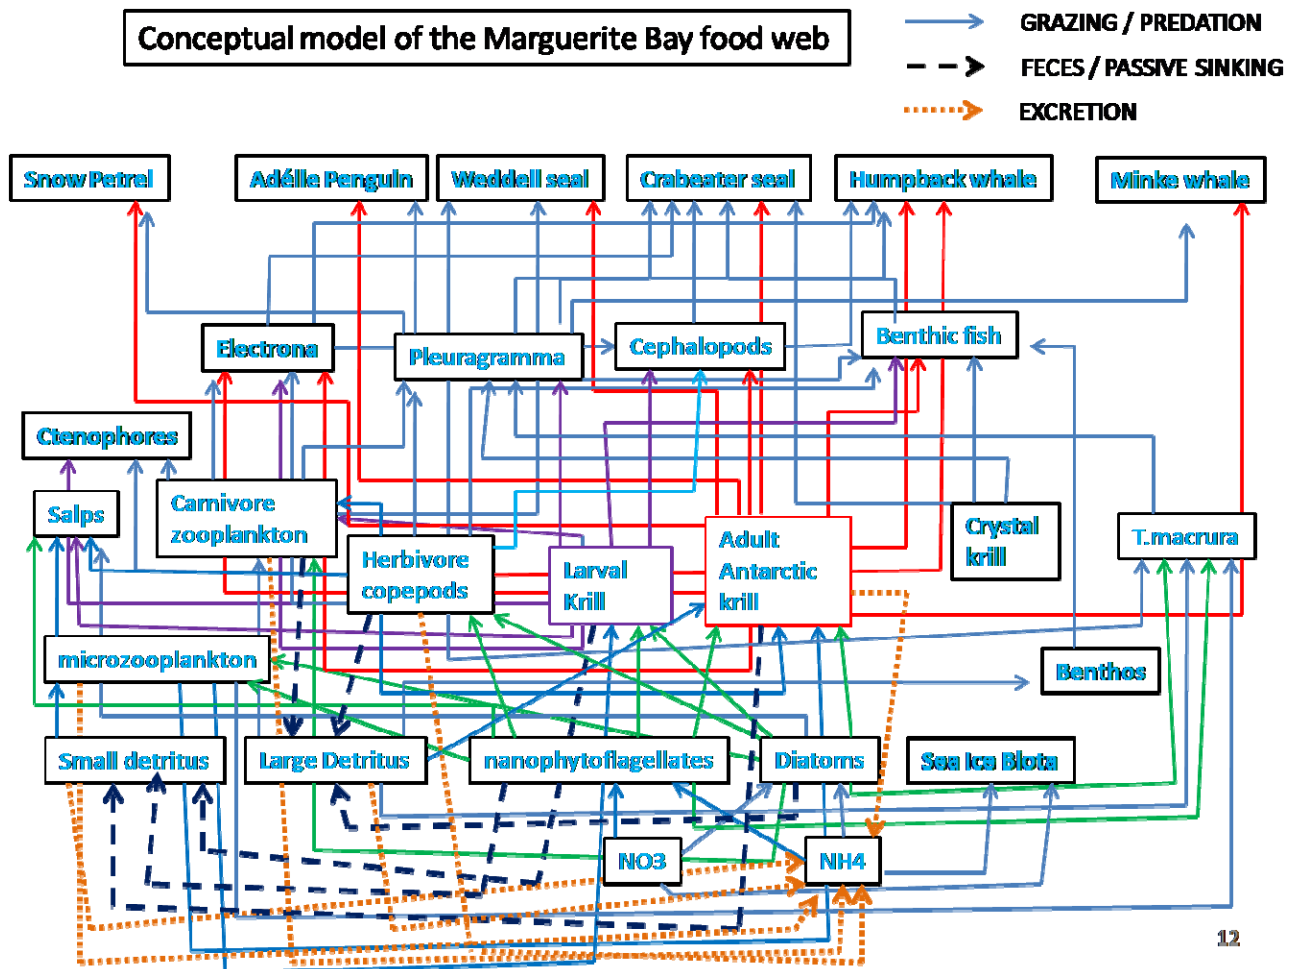 Conceptual model of the Marguerite Bay food web
GRAZING / PREDATION
FECES / PASSIVE SINKING
EXCRETION
Snow Petrel
Adélle Penguin
Weddell seal
Crabeater seal
Humpback whale
Minke whale
Electrona
Pleuragramma
Cephalopods
Benthic fish
Ctenophores
Salps
Carnivore
zooplankton
Herbivore
copepods
Larval
Krill
Adult
Antarctic
krill
Crystal
krill
T.macrura
microzooplankton
Benthos
Small detritus
Large Detritus
nanophytoflagellates
Diatoms
Sea Ice Biota
NO3
NH4
12